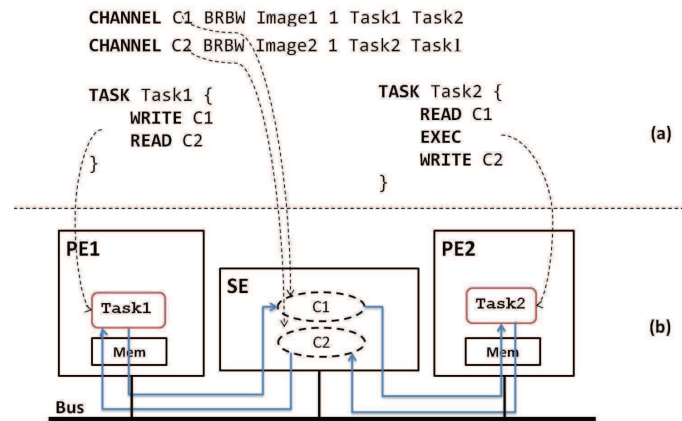 CHANNEL C1 BRBW Image1 1 Task1 Task2
CHANNEL C2 BRBW Image2 1 Task2 Task1
TASK Task1 {
WRITE C1
READ C2
}
TASK Task2 {
READ C1
EXEC
WRITE C2
}
(a)
PE1
Task1
Mem
SE
C1
C2
PE2
Task2
Mem
(b)
Bus